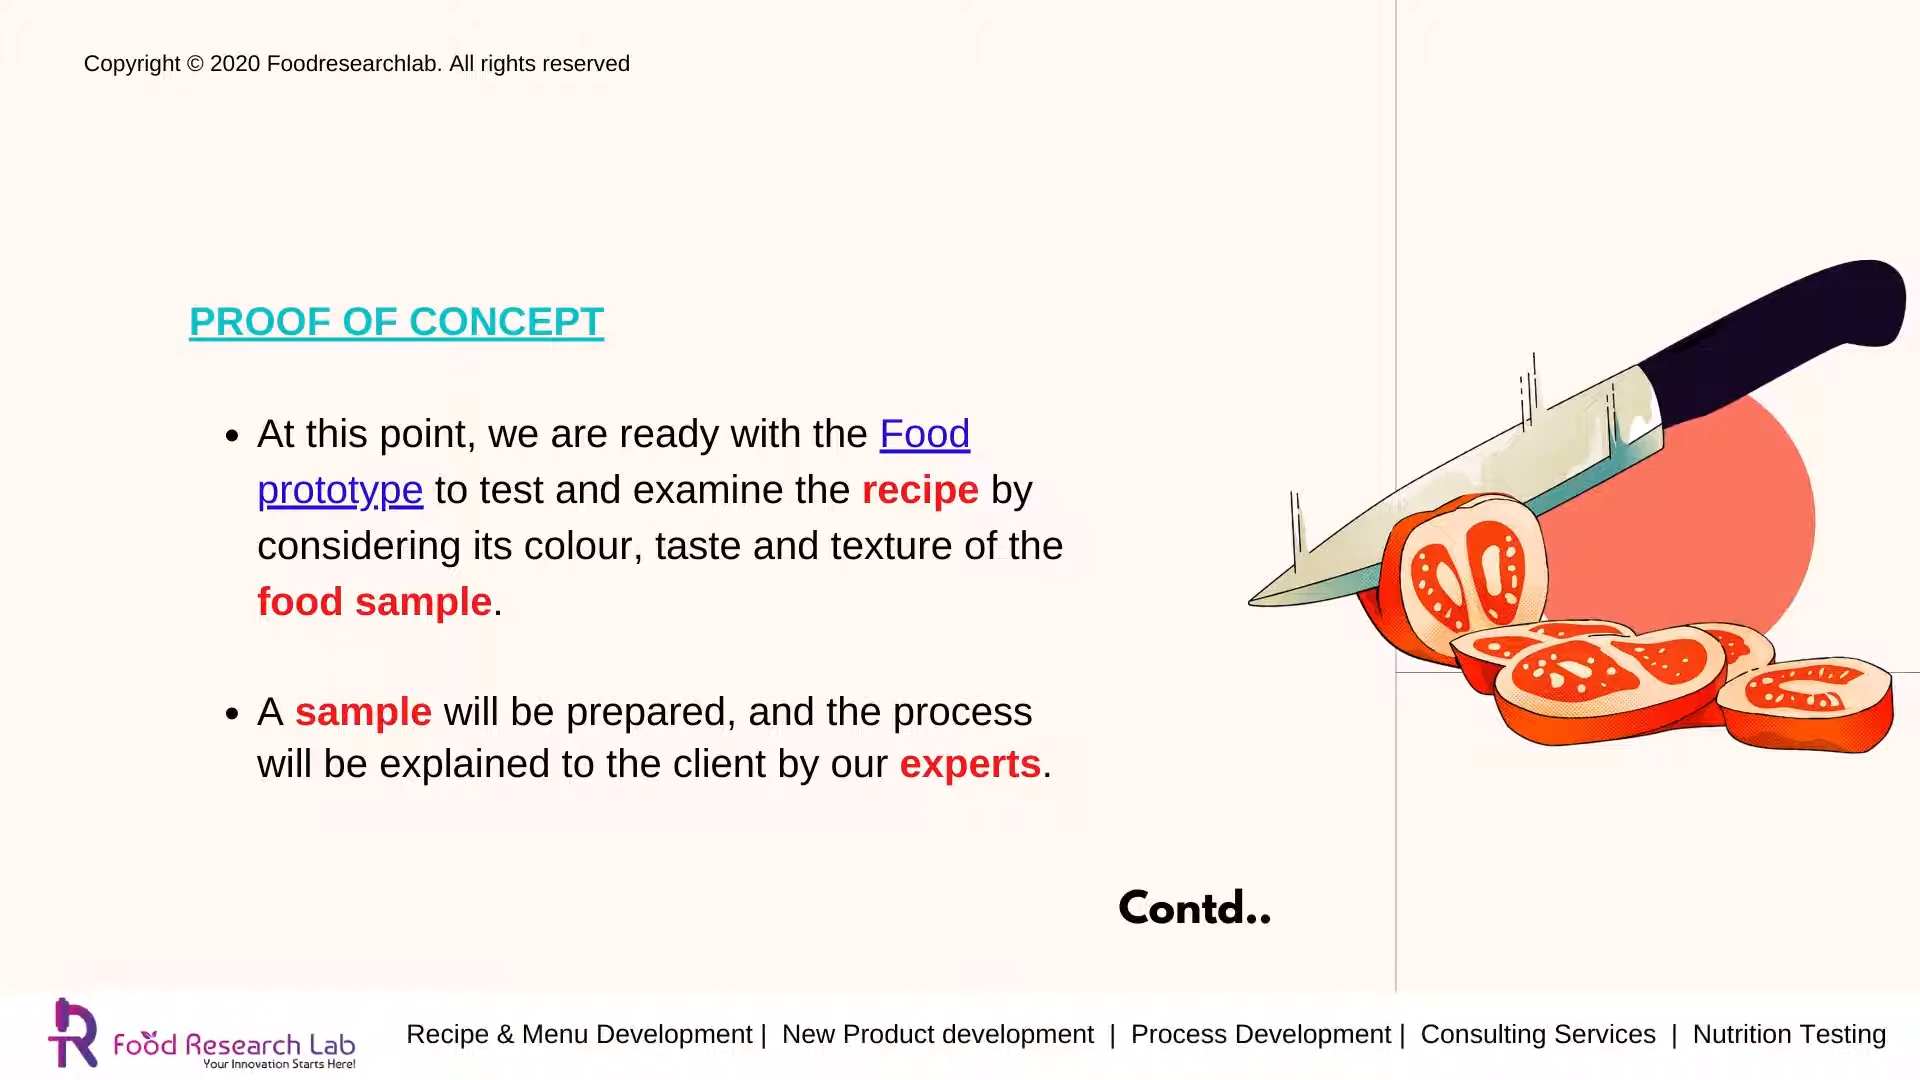 Copyright © 2020 Foodresearchlab. All rights reserved
PROOF OF CONCEPT
• At this point, we are ready with the Food
prototype to test and examine the recipe by
considering its colour, taste and texture of the
food sample.
• A sample will be prepared, and the process
will be explained to the client by our experts.
Contd..
Food Research Lab
Your Innovation Starts Here!
Recipe & Menu Development | New Product development | Process Development | Consulting Services | Nutrition Testing